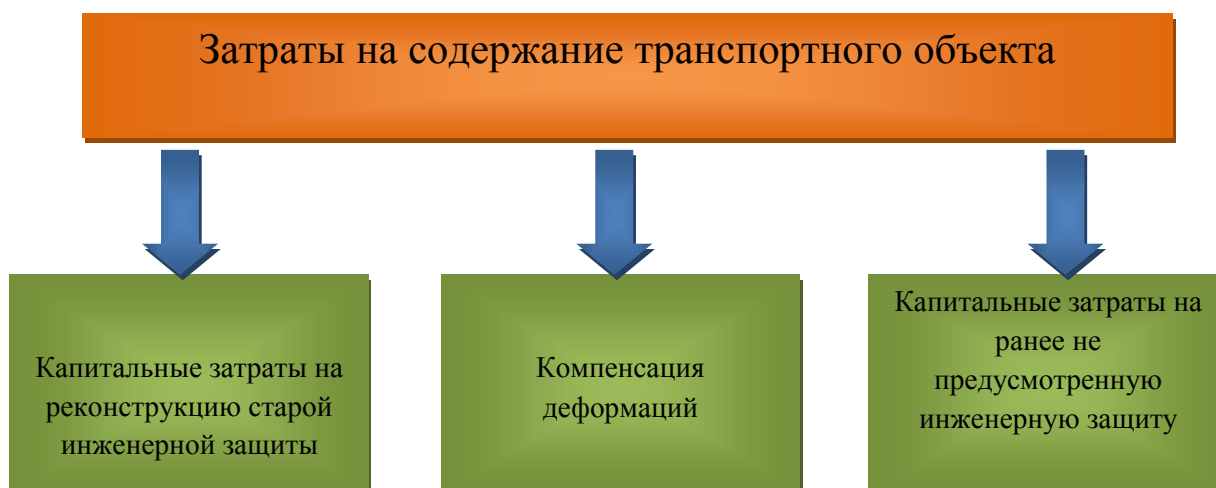 Затраты на содержание транспортного объекта
Капитальные затраты на
реконструкцию старой
инженерной защиты
Компенсация
деформаций
Капитальные затраты на
ранее не
предусмотренную
инженерную защиту